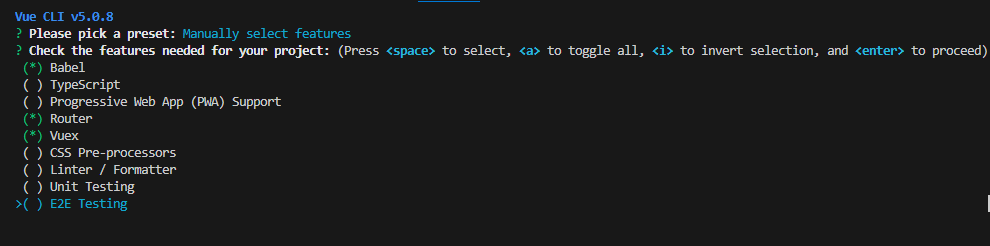 Vue CLI v5.0.8
? Please pick a preset: Manually select features
? Check the features needed for your project: (Press <space> to select, <a> to toggle all, <i> to invert selection, and <enter> to proceed)
(*) Babel
( ) TypeScript
( ) Progressive Web App (PWA) Support
(*) Router
(*) Vuex
( ) CSS Pre-processors
( ) Linter / Formatter
( ) Unit Testing
>( ) E2E Testing